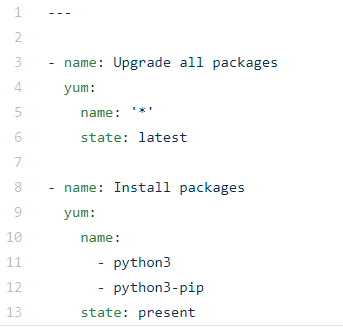 1 ---
2
3 - name: Upgrade all packages
4   yum:
5     name: '*'
6     state: latest
7
8 - name: Install packages
9   yum:
10     name:
11       - python3
12       - python3-pip
13     state: present